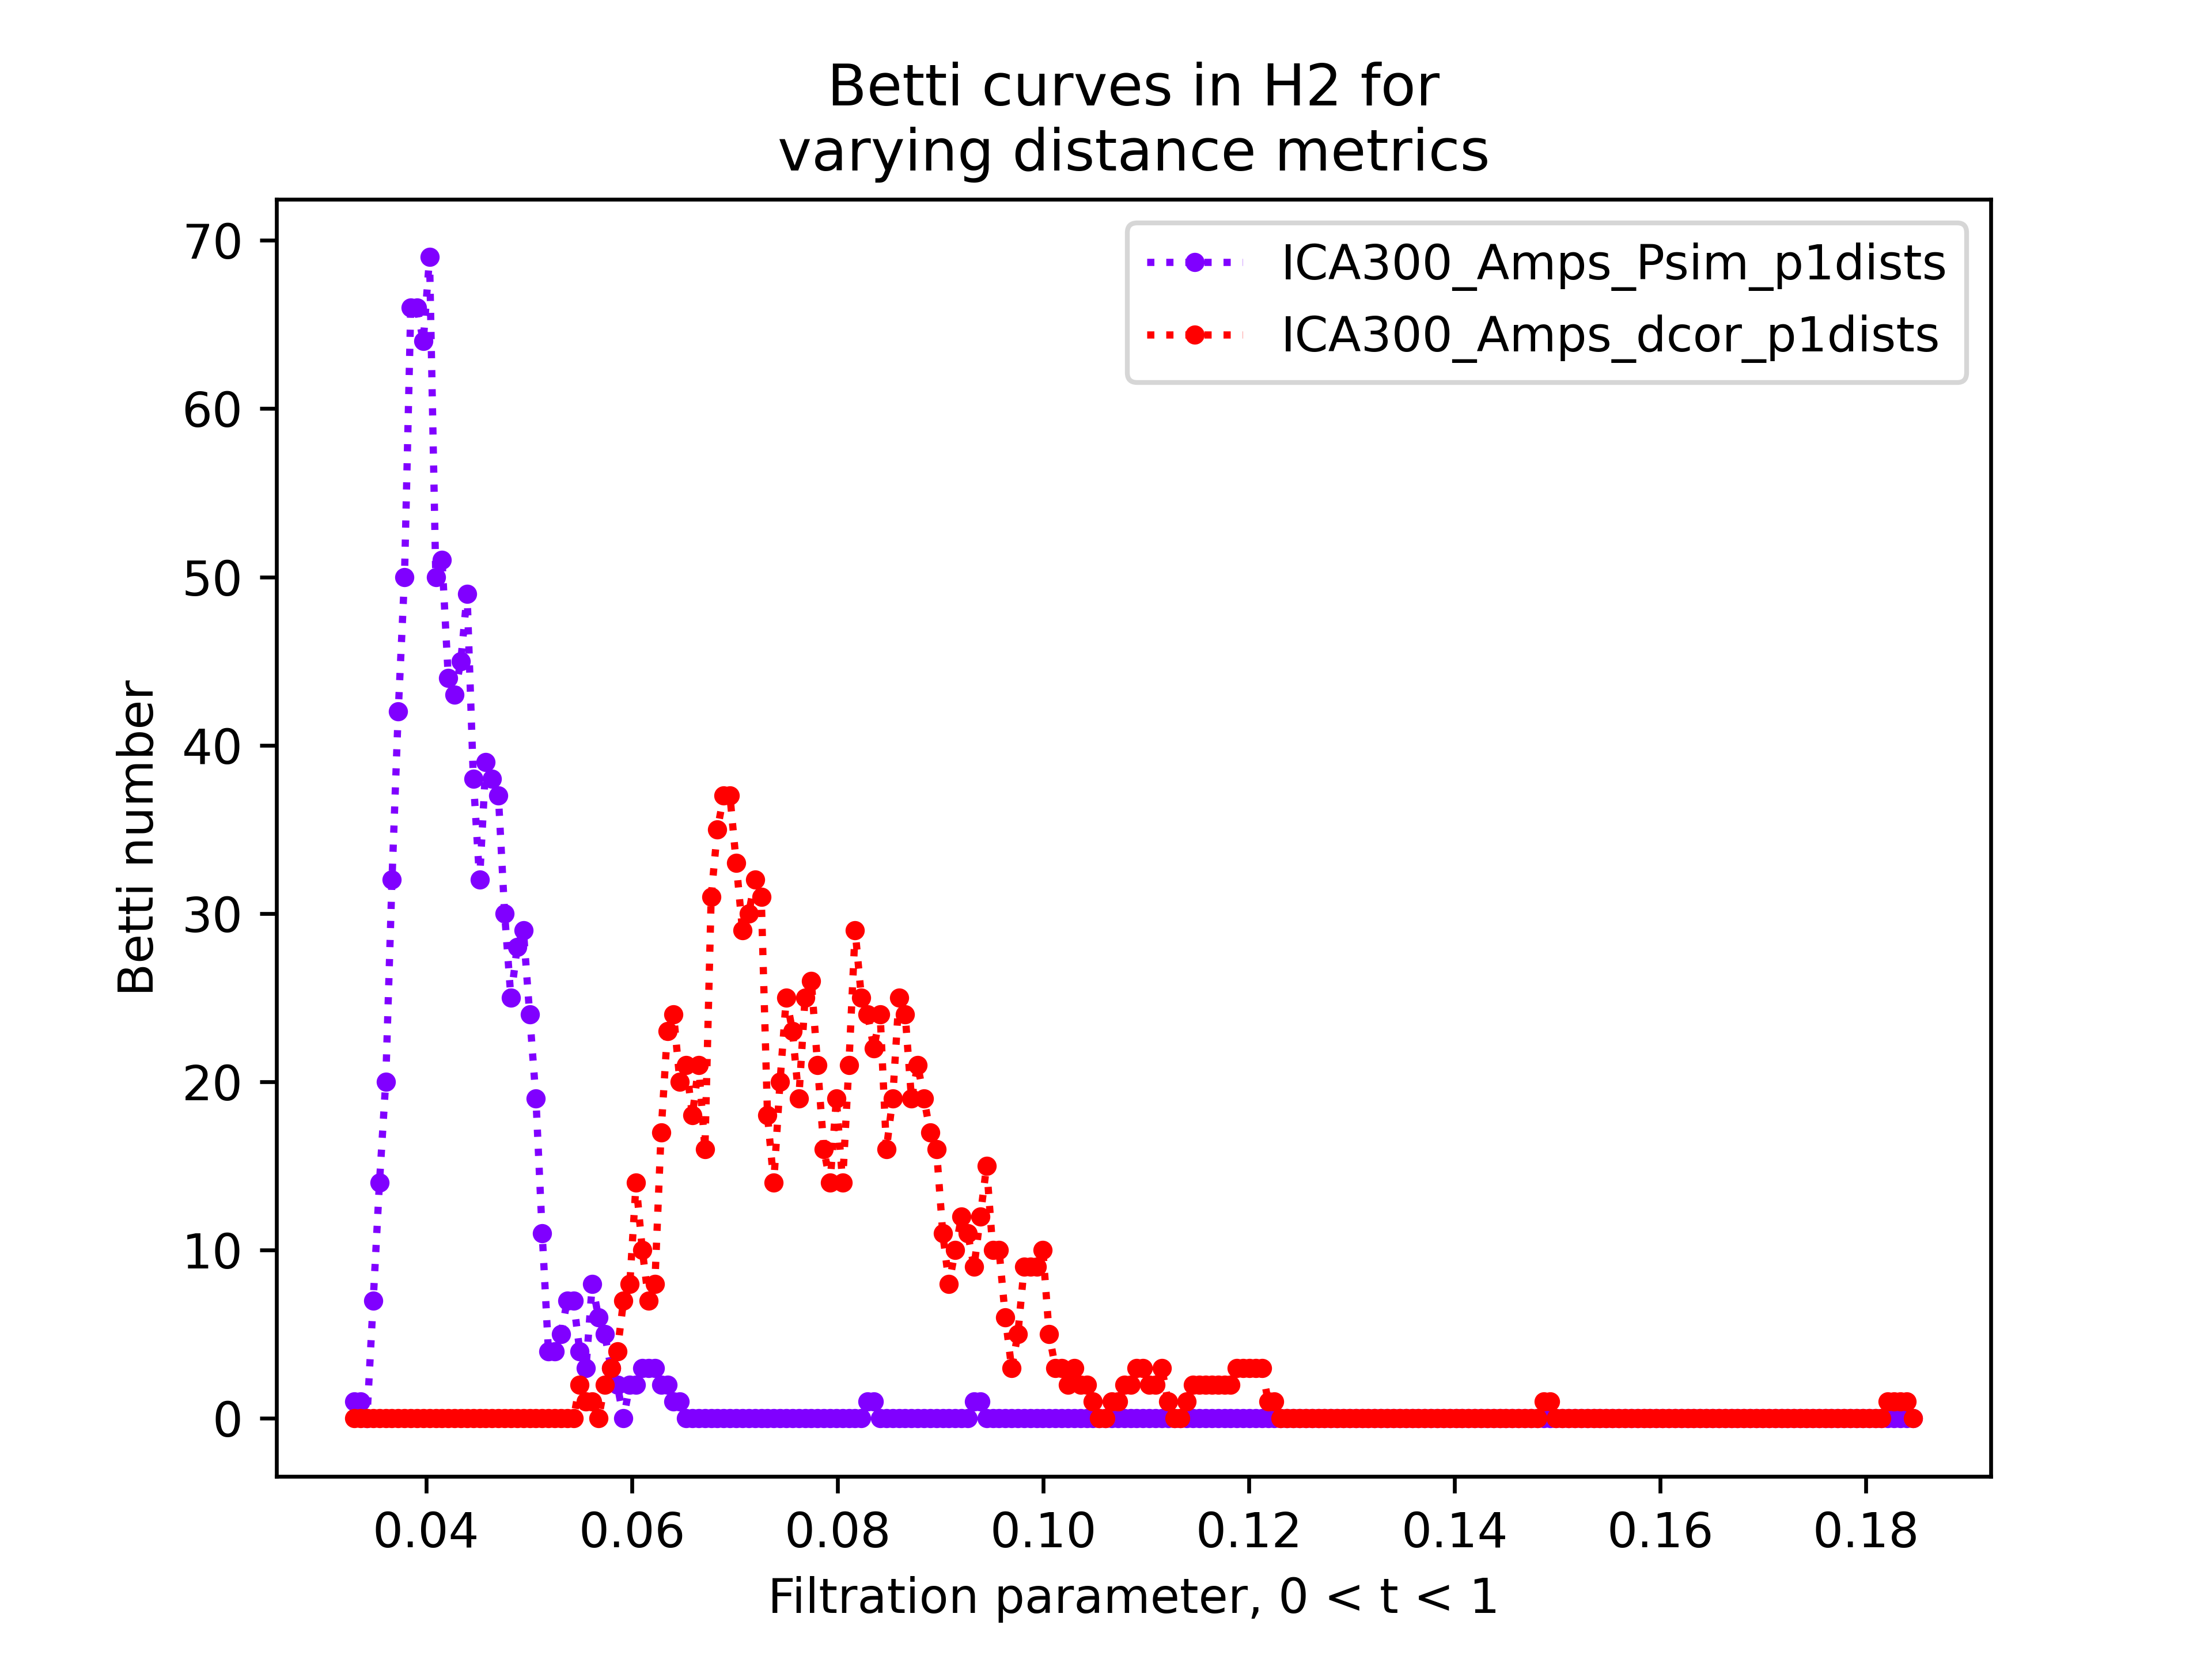 Betti curves in H2 for
varying distance metrics
ICA300_Amps_Psim_p1dists
ICA300_Amps_dcor_p1dists
Betti number
70
60
50
40
30
20
10
0
0.04 0.06 0.08 0.10 0.12 0.14 0.16 0.18
Filtration parameter, 0 < t < 1